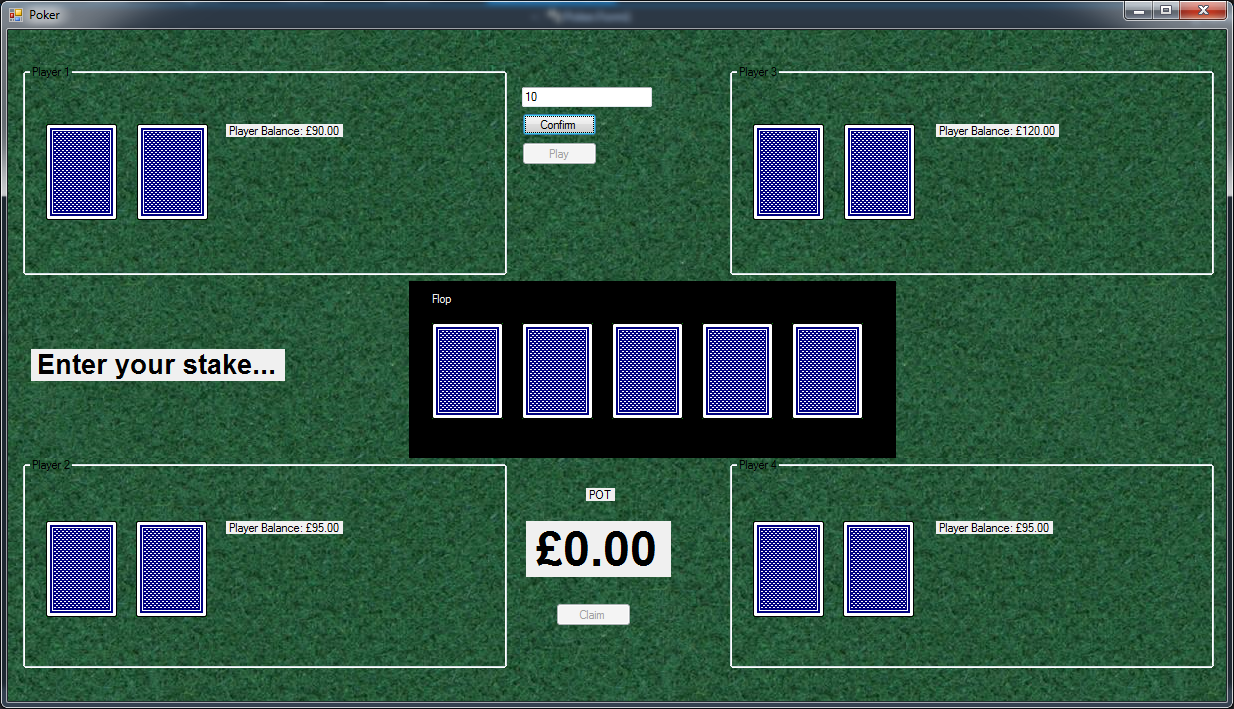 Poker
Player 1
Player Balance: £90.00
10
Confirm
Play
Player 3
Player Balance: £120.00
Flop
Enter your stake...
Player 2
Player Balance: £95.00
POT
£0.00
Claim
Player 4
Player Balance: £95.00